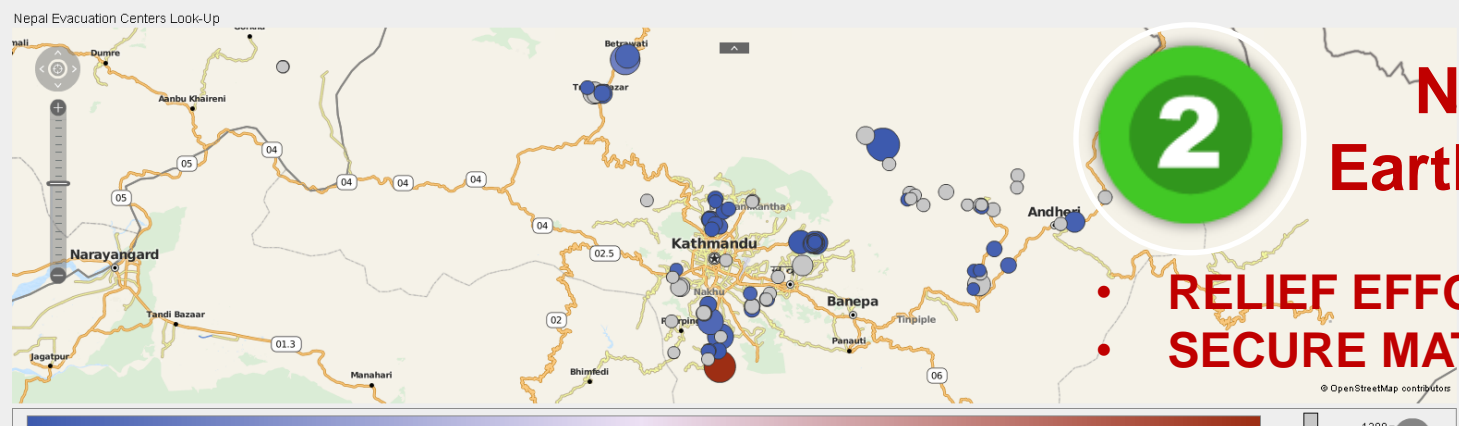 Nepal Evacuation Centers Look-Up
Dumre
Betrawati
Aanbu Khaireni
2
N
Eart
04
05
04
04
04
05
04
02.5
Andheri
Narayangard
Kathmandu
Nakhu
Banepa
Tinpiple
Panauti
Tandi Bazaar
02
01.3
Jagatpur
Manahari
Bhimfedi
06
• RELIEF EFFO
• SECURE MAT
© OpenStreetMap contributors